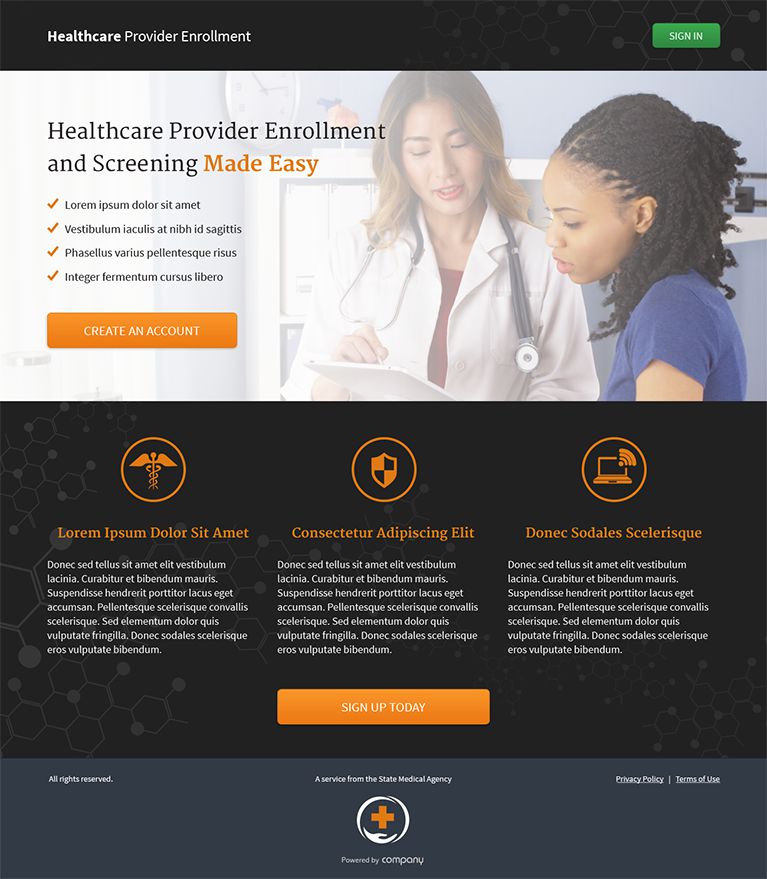 Healthcare Provider Enrollment
SIGN IN
Healthcare Provider Enrollment
and Screening Made Easy
Lorem ipsum dolor sit amet
Vestibulum iaculis at nibh id sagittis
Phasellus varius pellentesque risus
Integer fermentum cursus libero
CREATE AN ACCOUNT
Lorem Ipsum Dolor Sit Amet
Donec sed tellus sit amet elit vestibulum
lacinia. Curabitur et bibendum mauris.
Suspendisse hendrerit porttitor lacus eget
accumsan. Pellentesque scelerisque convallis
scelerisque. Sed elementum dolor quis
vulputate fringilla. Donec sodales scelerisque
eros vulputate bibendum.
Consectetur Adipiscing Elit
Donec sed tellus sit amet elit vestibulum
lacinia. Curabitur et bibendum mauris.
Suspendisse hendrerit porttitor lacus eget
accumsan. Pellentesque scelerisque convallis
scelerisque. Sed elementum dolor quis
vulputate fringilla. Donec sodales scelerisque
eros vulputate bibendum.
Donec Sodales Scelerisque
Donec sed tellus sit amet elit vestibulum
lacinia. Curabitur et bibendum mauris.
Suspendisse hendrerit porttitor lacus eget
accumsan. Pellentesque scelerisque convallis
scelerisque. Sed elementum dolor quis
vulputate fringilla. Donec sodales scelerisque
eros vulputate bibendum.
SIGN UP TODAY
All rights reserved.
A service from the State Medical Agency
Privacy Policy | Terms of Use
Powered by company